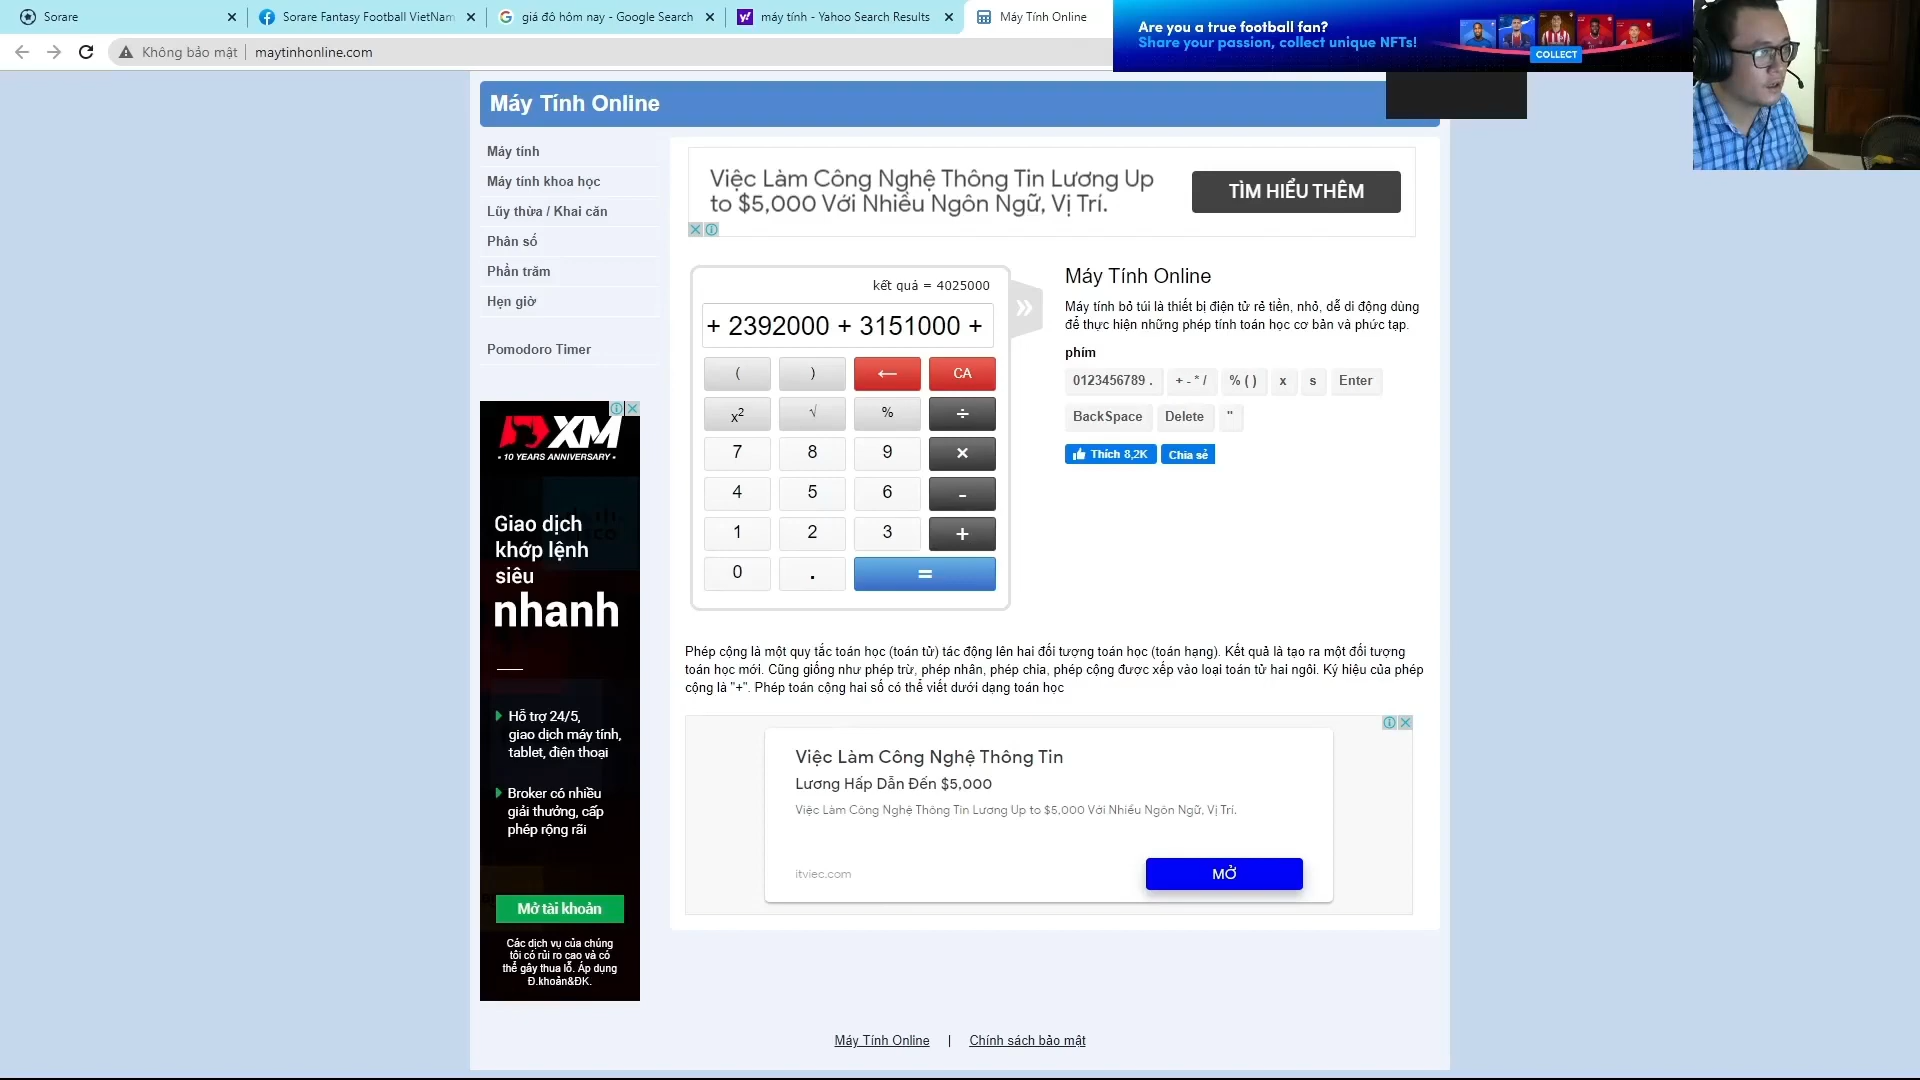 Sorare
Sorare Fantasy Football VietNam
giá đô hôm nay - Google Search
máy tính - Yahoo Search Results
Máy Tính Online
Không bảo mật
maytinhonline.com
Are you a true football fan?
Share your passion, collect unique NFTs!
COLLECT
Máy Tính Online
Máy tính
Máy tính khoa học
Lũy thừa / Khai căn
Phân số
Phần trăm
Hẹn giờ
Pomodoro Timer
Việc Làm Công Nghệ Thông Tin Lương Up
to $5,000 Với Nhiều Ngôn Ngữ, Vị Trí.
TÌM HIỂU THÊM
kết quả = 4025000
+ 2392000 + 3151000 +
( ) ← CA
x² √ % ÷
7 8 9 ×
4 5 6 -
1 2 3 +
0 . =
Máy Tính Online
Máy tính bỏ túi là thiết bị điện tử rẻ tiền, nhỏ, dễ di động dùng
để thực hiện những phép tính toán học cơ bản và phức tạp.
phím
0123456789 . + - * / % ( ) x s Enter
BackSpace Delete "
Thích 8,2K Chia sẻ
XM
• 10 YEARS ANNIVERSARY •
Giao dịch
khớp lệnh
siêu
nhanh
Hỗ trợ 24/5,
giao dịch máy tính,
tablet, điện thoại
Broker có nhiều
giải thưởng, cấp
phép rộng rãi
Mở tài khoản
Các dịch vụ của chúng
tôi có rủi ro cao và có
thể gây thua lỗ. Áp dụng
Đ.khoản&ĐK.
Phép cộng là một quy tắc toán học (toán tử) tác động lên hai đối tượng toán học (toán hạng). Kết quả là tạo ra một đối tượng
toán học mới. Cũng giống như phép trừ, phép nhân, phép chia, phép cộng được xếp vào loại toán tử hai ngôi. Ký hiệu của phép
cộng là "+". Phép toán cộng hai số có thể viết dưới dạng toán học
Việc Làm Công Nghệ Thông Tin
Lương Hấp Dẫn Đến $5,000
Việc Làm Công Nghệ Thông Tin Lương Up to $5,000 Với Nhiều Ngôn Ngữ, Vị Trí.
itviec.com
MỞ
Máy Tính Online | Chính sách bảo mật